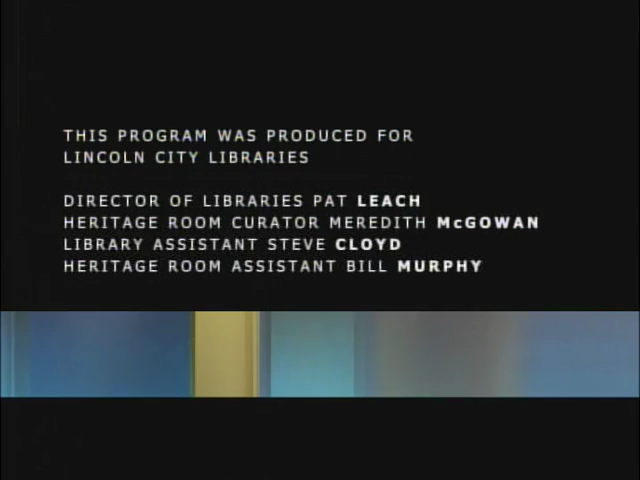 THIS PROGRAM WAS PRODUCED FOR
LINCOLN CITY LIBRARIES
DIRECTOR OF LIBRARIES PAT LEACH
HERITAGE ROOM CURATOR MEREDITH McGOWAN
LIBRARY ASSISTANT STEVE CLOYD
HERITAGE ROOM ASSISTANT BILL MURPHY